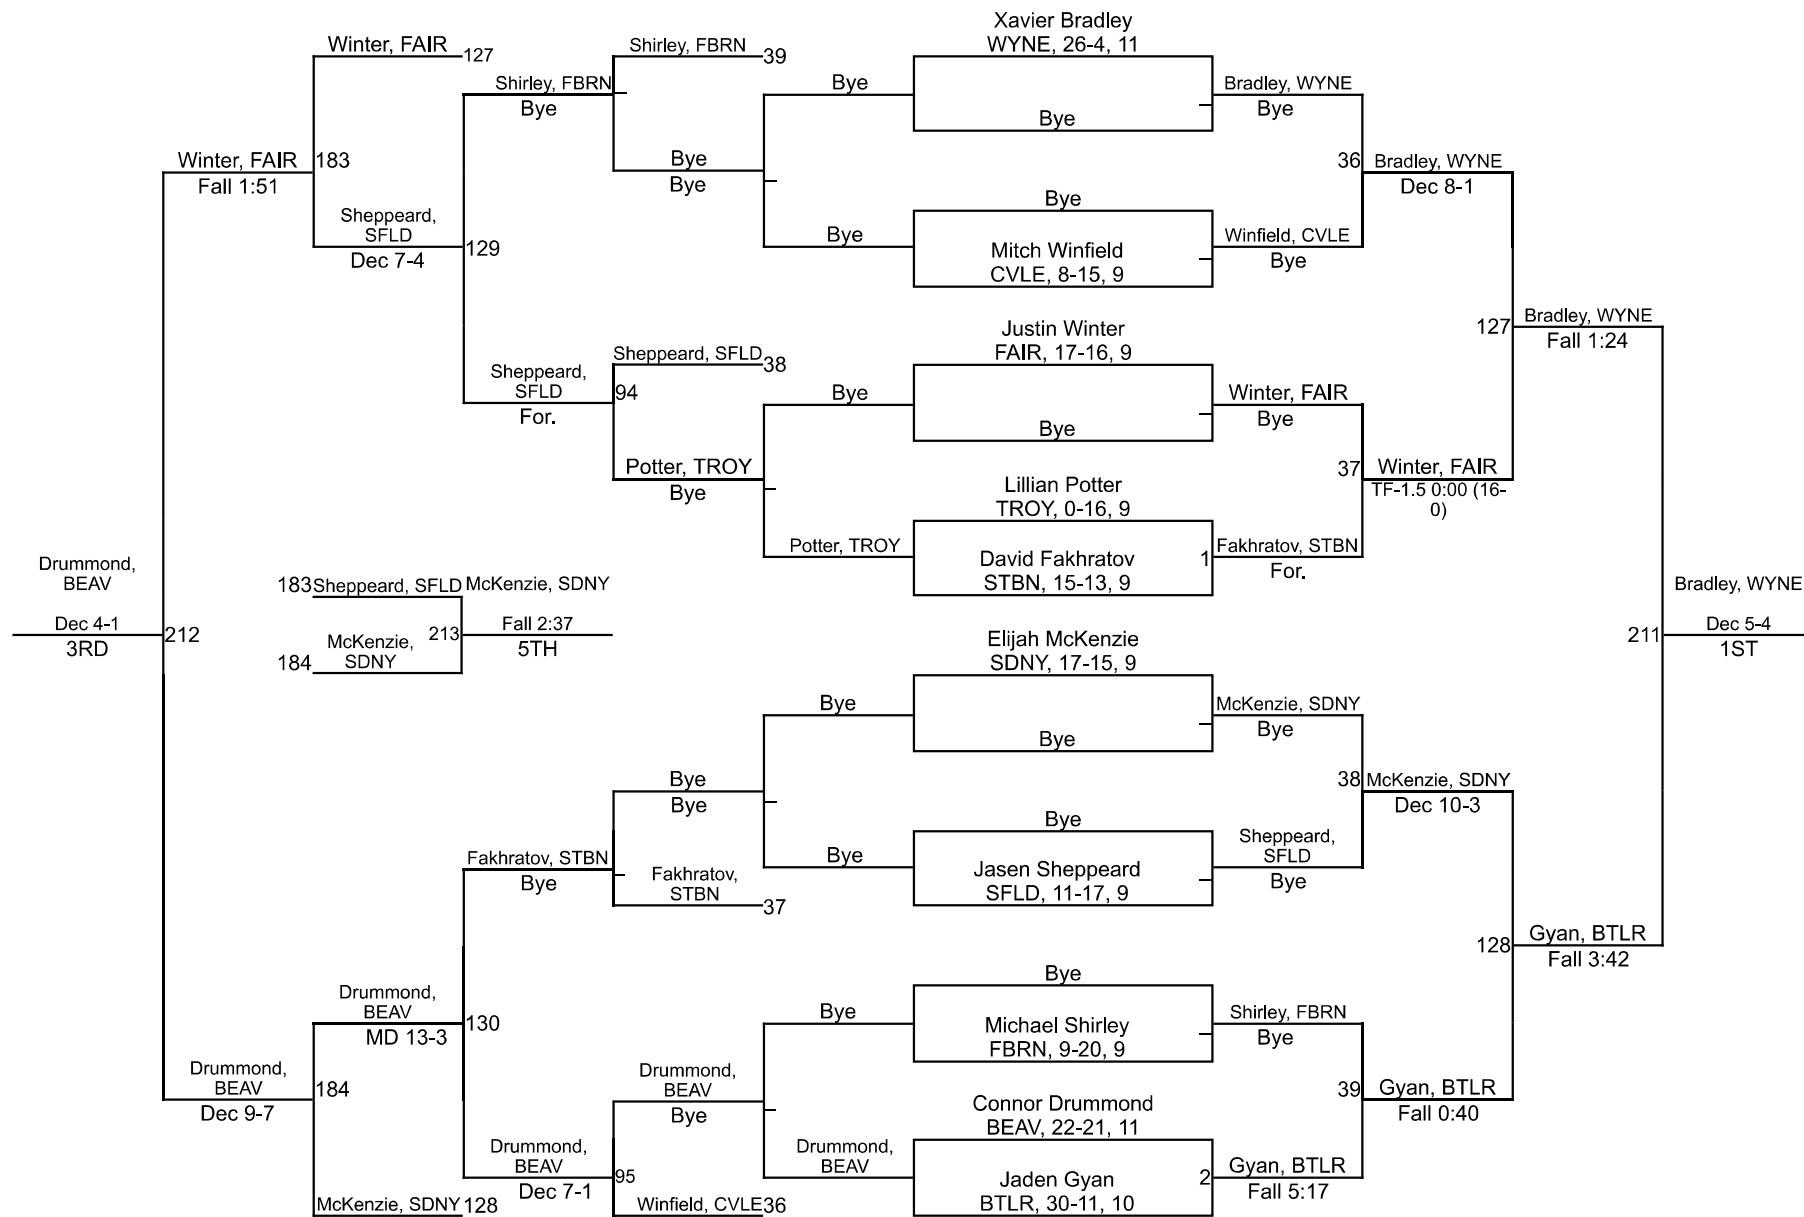 Xavier Bradley
WYNE, 26-4, 11
Winter, FAIR
127
Shirley, FBRN
39
Shirley, FBRN
Bye
Bye
Bye
Bradley, WYNE
Bye
Winter, FAIR
Fall 1:51
183
Bye
Bye
36
Bradley, WYNE
Dec 8-1
Sheppeard,
SFLD
Dec 7-4
129
Bye
Bye
Mitch Winfield
CVLE, 8-15, 9
Winfield, CVLE
Bye
Justin Winter
FAIR, 17-16, 9
127
Bradley, WYNE
Fall 1:24
Sheppeard,
SFLD
For.
94
Sheppeard, SFLD
38
Bye
Bye
Winter, FAIR
Bye
Potter, TROY
Bye
37
Winter, FAIR
TF-1.5 0:00 (16-
0)
Lillian Potter
TROY, 0-16, 9
Potter, TROY
David Fakhratov
STBN, 15-13, 9
1
Fakhratov, STBN
For.
Drummond,
BEAV
Dec 4-1
3RD
212
183
Sheppeard, SFLD
McKenzie, SDNY
184
McKenzie,
SDNY
213
Fall 2:37
5TH
211
Bradley, WYNE
Dec 5-4
1ST
Elijah McKenzie
SDNY, 17-15, 9
Bye
Bye
McKenzie, SDNY
Bye
Bye
Bye
38
McKenzie, SDNY
Dec 10-3
Fakhratov, STBN
Bye
Fakhratov,
STBN
37
Bye
Bye
Jasen Sheppeard
SFLD, 11-17, 9
Sheppeard,
SFLD
Bye
128
Gyan, BTLR
Fall 3:42
Drummond,
BEAV
MD 13-3
130
Bye
Bye
Michael Shirley
FBRN, 9-20, 9
Shirley, FBRN
Bye
Drummond,
BEAV
Dec 9-7
184
Drummond,
BEAV
Bye
39
Gyan, BTLR
Fall 0:40
Connor Drummond
BEAV, 22-21, 11
Drummond,
BEAV
Dec 7-1
95
Drummond,
BEAV
Jaden Gyan
BTLR, 30-11, 10
2
Gyan, BTLR
Fall 5:17
McKenzie, SDNY
128
Winfield, CVLE
36